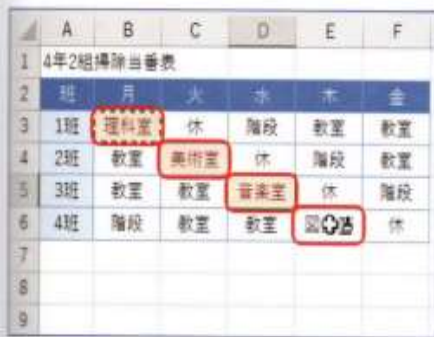 A B C D E F
1 4年2組掃除当番表
2 班 月 火 水 木 金
3 1班 理科室 休 階段 教室 教室
4 2班 教室 美術室 休 階段 教室
5 3班 教室 教室 音楽室 休 階段
6 4班 階段 教室 教室 休
7
8
9